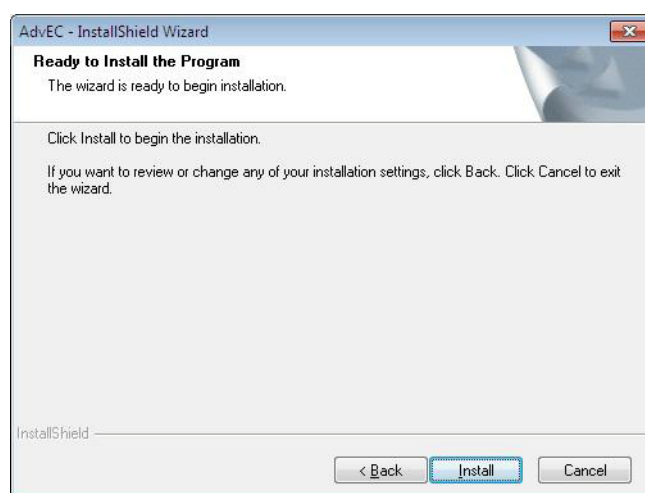 AdvEC - InstallShield Wizard
Ready to Install the Program
The wizard is ready to begin installation.
Click Install to begin the installation.
If you want to review or change any of your installation settings, click Back. Click Cancel to exit
the wizard.
InstallShield
< Back Install Cancel